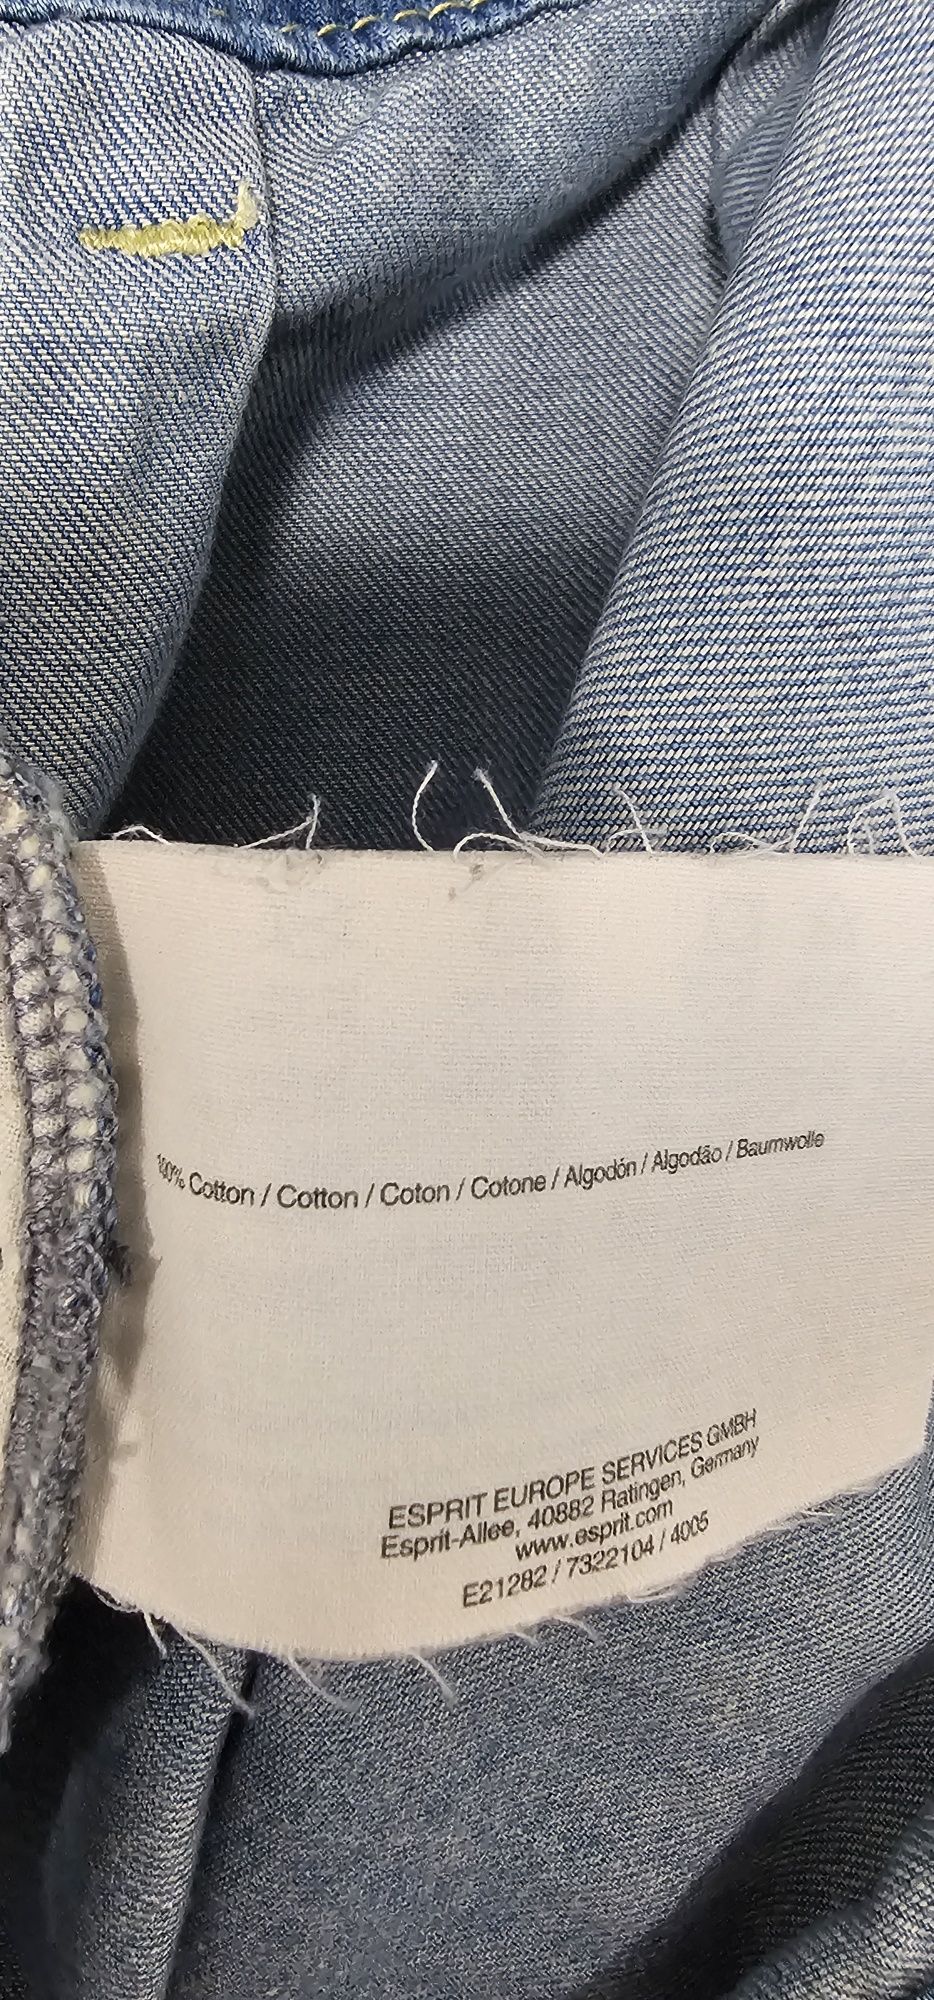 100% Cotton / Cotton / Coton / Cotone / Algodón / Algodão / Baumwolle
ESPRIT EUROPE SERVICES GMBH
Esprit-Allee, 40882 Ratingen, Germany
www.esprit.com
E21282 / 7322104 / 4005